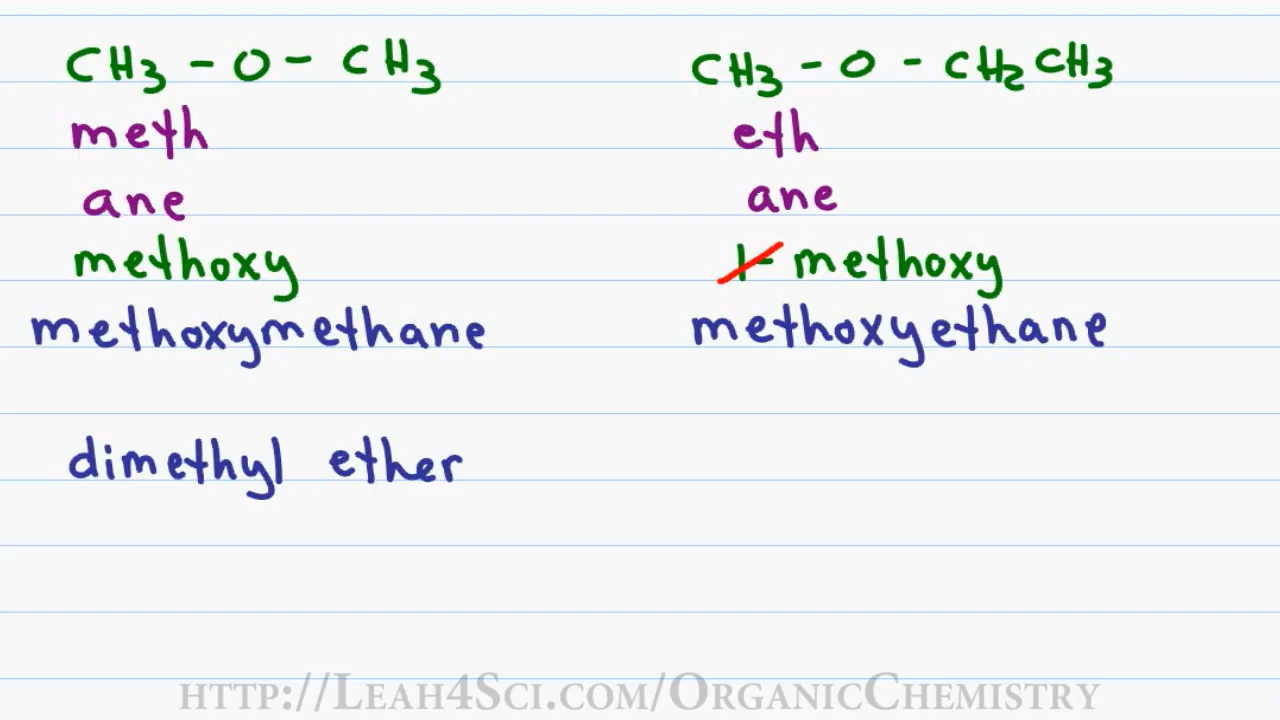 CH3 - O - CH3
meth
ane
methoxy
methoxymethane
dimethyl ether
CH3 - O - CH2CH3
eth
ane
1- methoxy
methoxyethane
HTTP://LEAH4SCI.COM/ORGANICCHEMISTRY